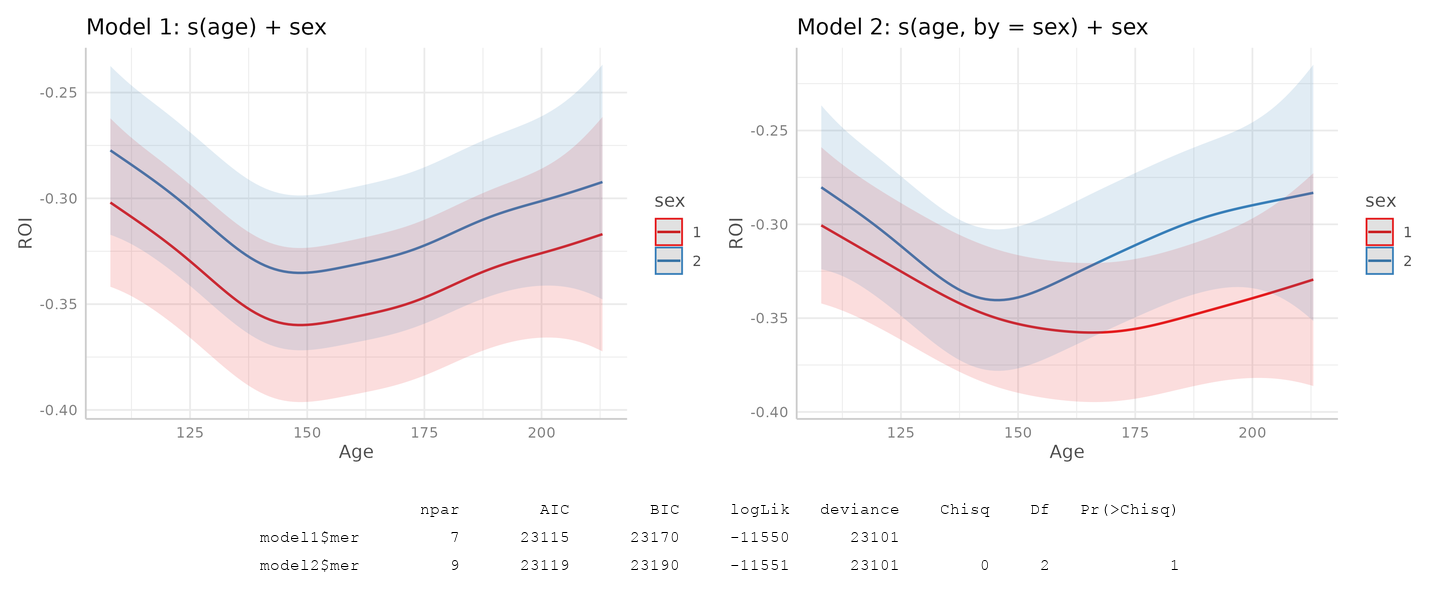 Model 1: s(age) + sex
-0.25
-0.30
-0.35
-0.40
ROI
125 150 175 200
Age
sex
1
2
Model 2: s(age, by = sex) + sex
-0.25
-0.30
-0.35
-0.40
ROI
125 150 175 200
Age
sex
1
2
npar AIC BIC logLik deviance Chisq Df Pr(>Chisq)
model1$mer 7 23115 23170 -11550 23101
model2$mer 9 23119 23190 -11551 23101 0 2 1